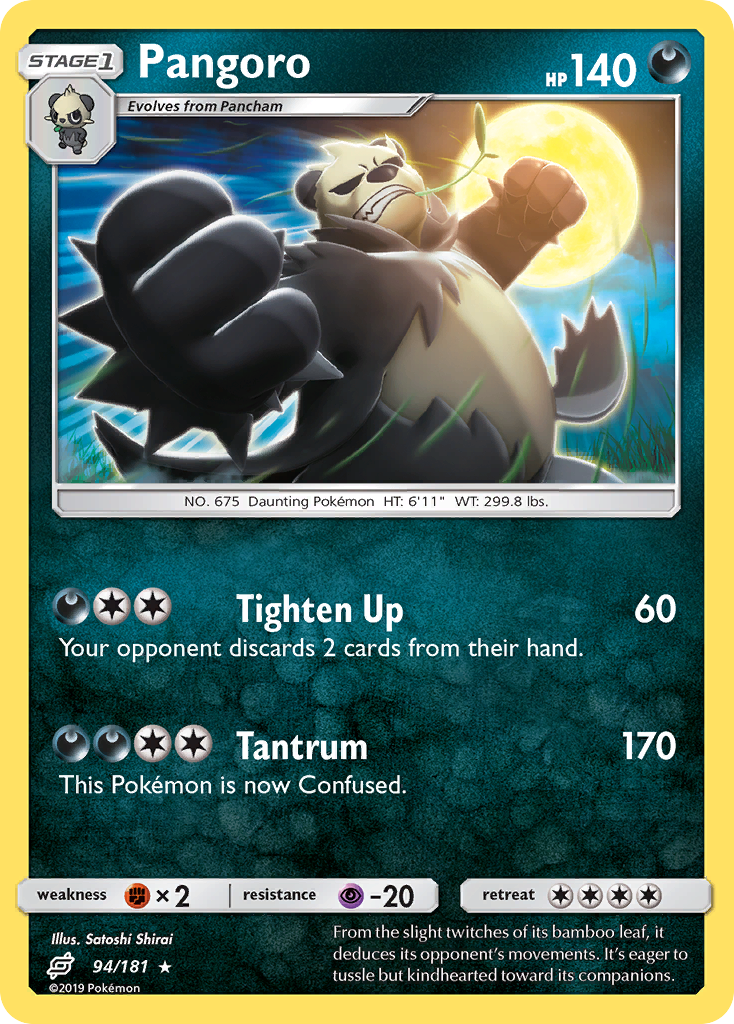 STAGE1 Pangoro HP 140
Evolves from Pancham
NO. 675 Daunting Pokémon HT: 6'11" WT: 299.8 lbs.
Tighten Up 60
Your opponent discards 2 cards from their hand.
Tantrum 170
This Pokémon is now Confused.
weakness ×2 resistance -20 retreat
Illus. Satoshi Shirai
94/181 ★
©2019 Pokémon
From the slight twitches of its bamboo leaf, it
deduces its opponent's movements. It's eager to
tussle but kindhearted toward its companions.